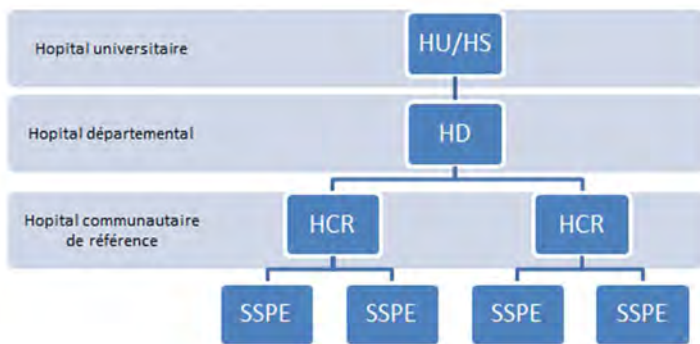 Hopital universitaire
HU/HS
Hopital départemental
HD
Hopital communautaire
de référence
HCR
HCR
SSPE
SSPE
SSPE
SSPE